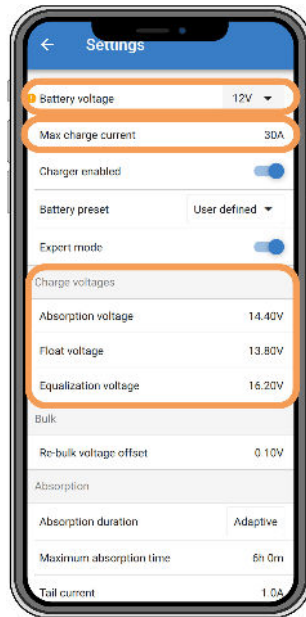 Settings
Battery voltage 12V
Max charge current 30A
Charger enabled
Battery preset User defined
Expert mode
Charge voltages
Absorption voltage 14.40V
Float voltage 13.80V
Equalization voltage 16.20V
Bulk
Re-bulk voltage offset 0.10V
Absorption
Absorption duration Adaptive
Maximum absorption time 6h 0m
Tail current 1.0A